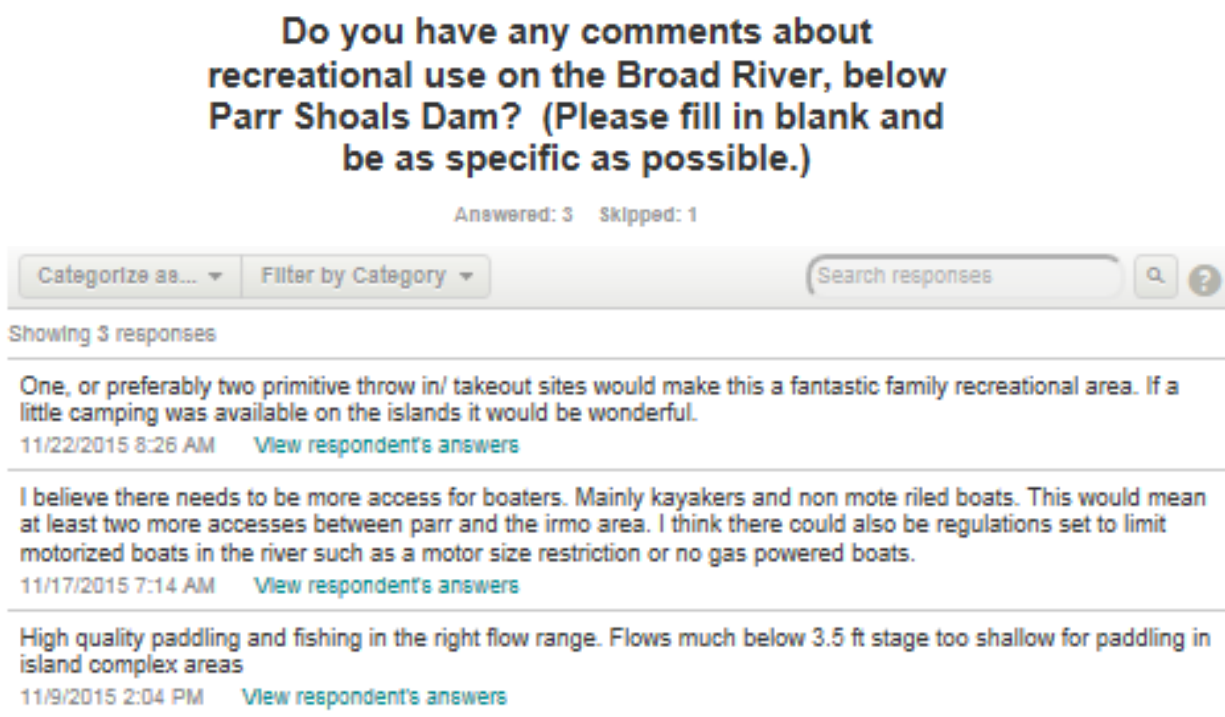 Do you have any comments about
recreational use on the Broad River, below
Parr Shoals Dam? (Please fill in blank and
be as specific as possible.)
Answered: 3 Skipped: 1
Categorize as... Filter by Category Search responses ?
Showing 3 responses
One, or preferably two primitive throw in/ takeout sites would make this a fantastic family recreational area. If a
little camping was available on the islands it would be wonderful.
11/22/2015 8:26 AM View respondent's answers
I believe there needs to be more access for boaters. Mainly kayakers and non mote riled boats. This would mean
at least two more accesses between parr and the irmo area. I think there could also be regulations set to limit
motorized boats in the river such as a motor size restriction or no gas powered boats.
11/17/2015 7:14 AM View respondent's answers
High quality paddling and fishing in the right flow range. Flows much below 3.5 ft stage too shallow for paddling in
island complex areas
11/9/2015 2:04 PM View respondent's answers